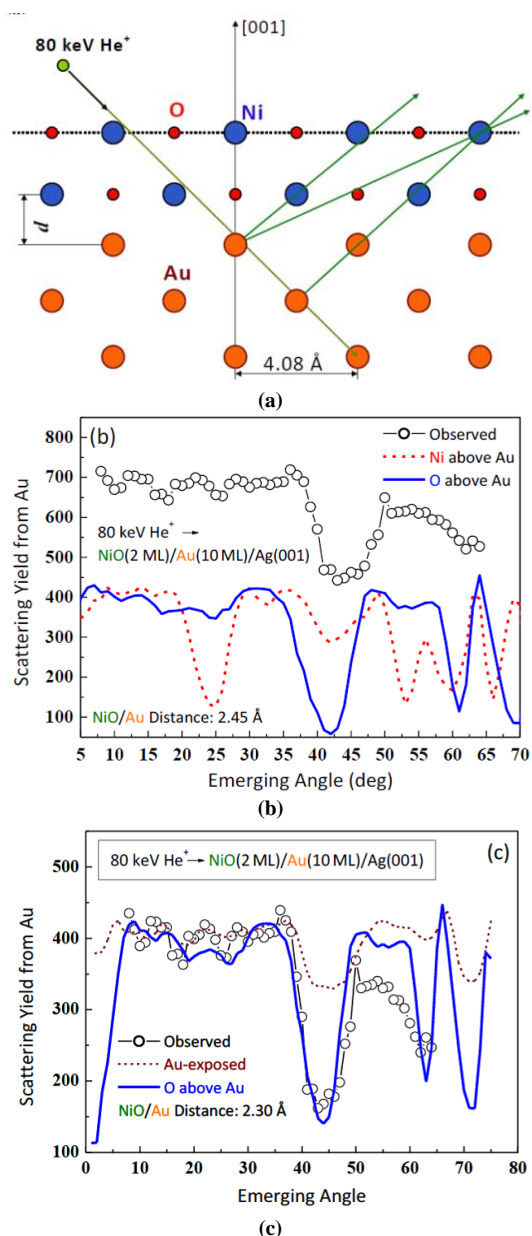 80 keV He+
[001]
O
Ni
d
Au
4.08 Å
(a)
800
700
600
500
400
300
200
100
(b)
Observed
Ni above Au
O above Au
80 keV He+ →
NiO(2 ML)/Au(10 ML)/Ag(001)
NiO/Au Distance: 2.45 Å
Scattering Yield from Au
5 10 15 20 25 30 35 40 45 50 55 60 65 70
Emerging Angle (deg)
(b)
500
400
300
200
100
80 keV He+→ NiO(2 ML)/Au(10 ML)/Ag(001)
(c)
Observed
Au-exposed
O above Au
NiO/Au Distance: 2.30 Å
Scattering Yield from Au
0 10 20 30 40 50 60 70 80
Emerging Angle
(c)